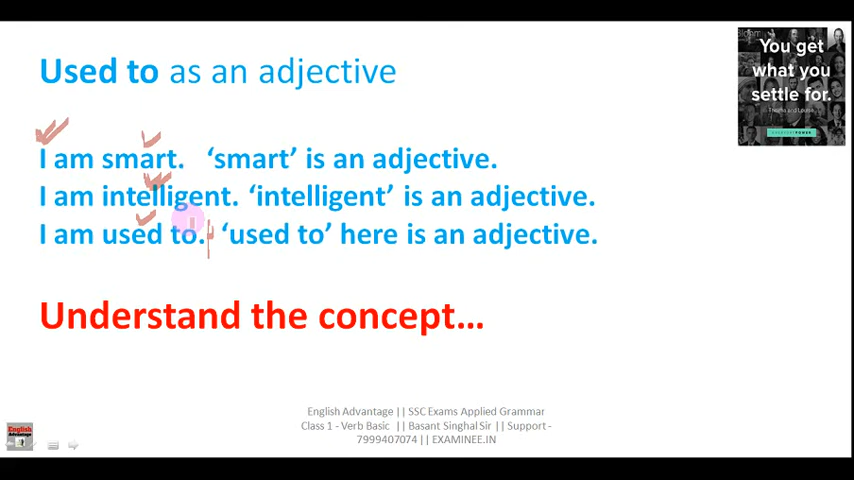 Used to as an adjective
You get
what you
settle for.
I am smart. ‘smart’ is an adjective.
I am intelligent. ‘intelligent’ is an adjective.
I am used to. ‘used to’ here is an adjective.
Understand the concept...
English Advantage || SSC Exams Applied Grammar
Class 1 - Verb Basic || Basant Singhal Sir || Support -
7999407074 || EXAMINEE.IN
English
Advantage